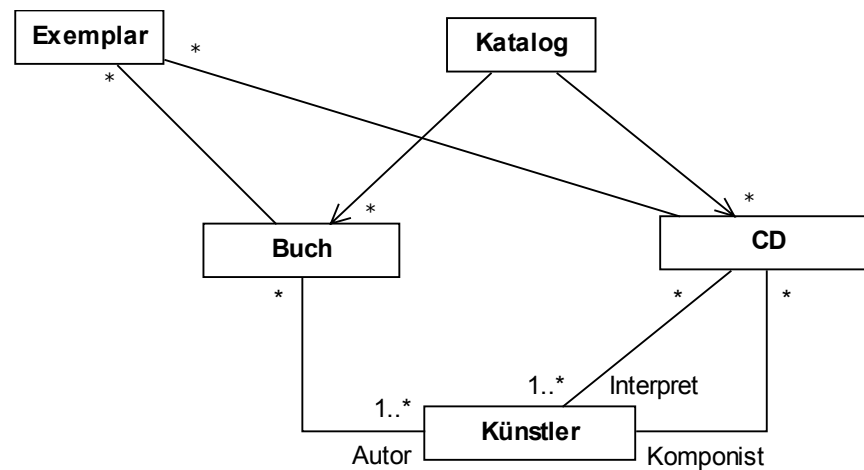 Exemplar
*
Katalog
*
*
*
Buch
CD
*
*
*
1..*
Interpret
1..*
Künstler
Autor
Komponist